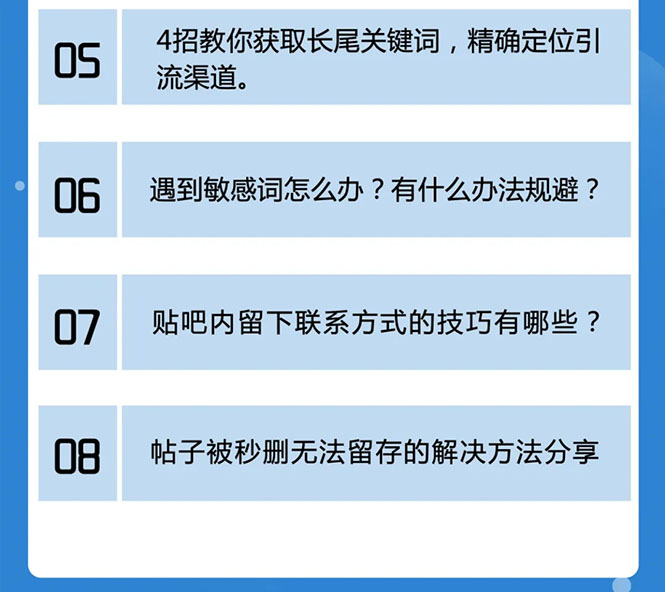 05
4招教你获取长尾关键词，精确定位引
流渠道。
06
遇到敏感词怎么办？有什么办法规避？
07
贴吧内留下联系方式的技巧有哪些？
08
帖子被秒删无法留存的解决方法分享